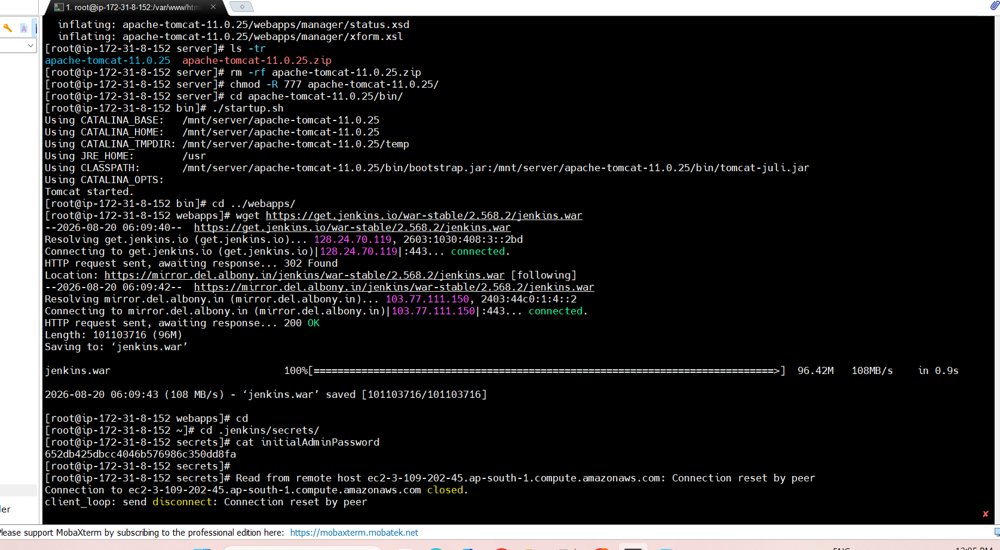 1. root@ip-172-31-8-152:/var/www/htm
inflating: apache-tomcat-11.0.25/webapps/manager/status.xsd
inflating: apache-tomcat-11.0.25/webapps/manager/xform.xsl
[root@ip-172-31-8-152 server]# ls -tr
apache-tomcat-11.0.25  apache-tomcat-11.0.25.zip
[root@ip-172-31-8-152 server]# rm -rf apache-tomcat-11.0.25.zip
[root@ip-172-31-8-152 server]# chmod -R 777 apache-tomcat-11.0.25/
[root@ip-172-31-8-152 server]# cd apache-tomcat-11.0.25/bin/
[root@ip-172-31-8-152 bin]# ./startup.sh
Using CATALINA_BASE:   /mnt/server/apache-tomcat-11.0.25
Using CATALINA_HOME:   /mnt/server/apache-tomcat-11.0.25
Using CATALINA_TMPDIR: /mnt/server/apache-tomcat-11.0.25/temp
Using JRE_HOME:        /usr
Using CLASSPATH:       /mnt/server/apache-tomcat-11.0.25/bin/bootstrap.jar:/mnt/server/apache-tomcat-11.0.25/bin/tomcat-juli.jar
Using CATALINA_OPTS:
Tomcat started.
[root@ip-172-31-8-152 bin]# cd ../webapps/
[root@ip-172-31-8-152 webapps]# wget https://get.jenkins.io/war-stable/2.568.2/jenkins.war
--2026-08-20 06:09:40--  https://get.jenkins.io/war-stable/2.568.2/jenkins.war
Resolving get.jenkins.io (get.jenkins.io)... 128.24.70.119, 2603:1030:408:3::2bd
Connecting to get.jenkins.io (get.jenkins.io)|128.24.70.119|:443... connected.
HTTP request sent, awaiting response... 302 Found
Location: https://mirror.del.albony.in/jenkins/war-stable/2.568.2/jenkins.war [following]
--2026-08-20 06:09:42--  https://mirror.del.albony.in/jenkins/war-stable/2.568.2/jenkins.war
Resolving mirror.del.albony.in (mirror.del.albony.in)... 103.77.111.150, 2403:44c0:1:4::2
Connecting to mirror.del.albony.in (mirror.del.albony.in)|103.77.111.150|:443... connected.
HTTP request sent, awaiting response... 200 OK
Length: 101103716 (96M)
Saving to: ‘jenkins.war’
jenkins.war 100%[=============================================================================>]  96.42M   108MB/s    in 0.9s
2026-08-20 06:09:43 (108 MB/s) - ‘jenkins.war’ saved [101103716/101103716]
[root@ip-172-31-8-152 webapps]# cd
[root@ip-172-31-8-152 ~]# cd .jenkins/secrets/
[root@ip-172-31-8-152 secrets]# cat initialAdminPassword
652db425dbcc4046b576986c350dd8fa
[root@ip-172-31-8-152 secrets]#
[root@ip-172-31-8-152 secrets]# Read from remote host ec2-3-109-202-45.ap-south-1.compute.amazonaws.com: Connection reset by peer
Connection to ec2-3-109-202-45.ap-south-1.compute.amazonaws.com closed.
client_loop: send disconnect: Connection reset by peer
Please support MobaXterm by subscribing to the professional edition here:  https://mobaxterm.mobatek.net